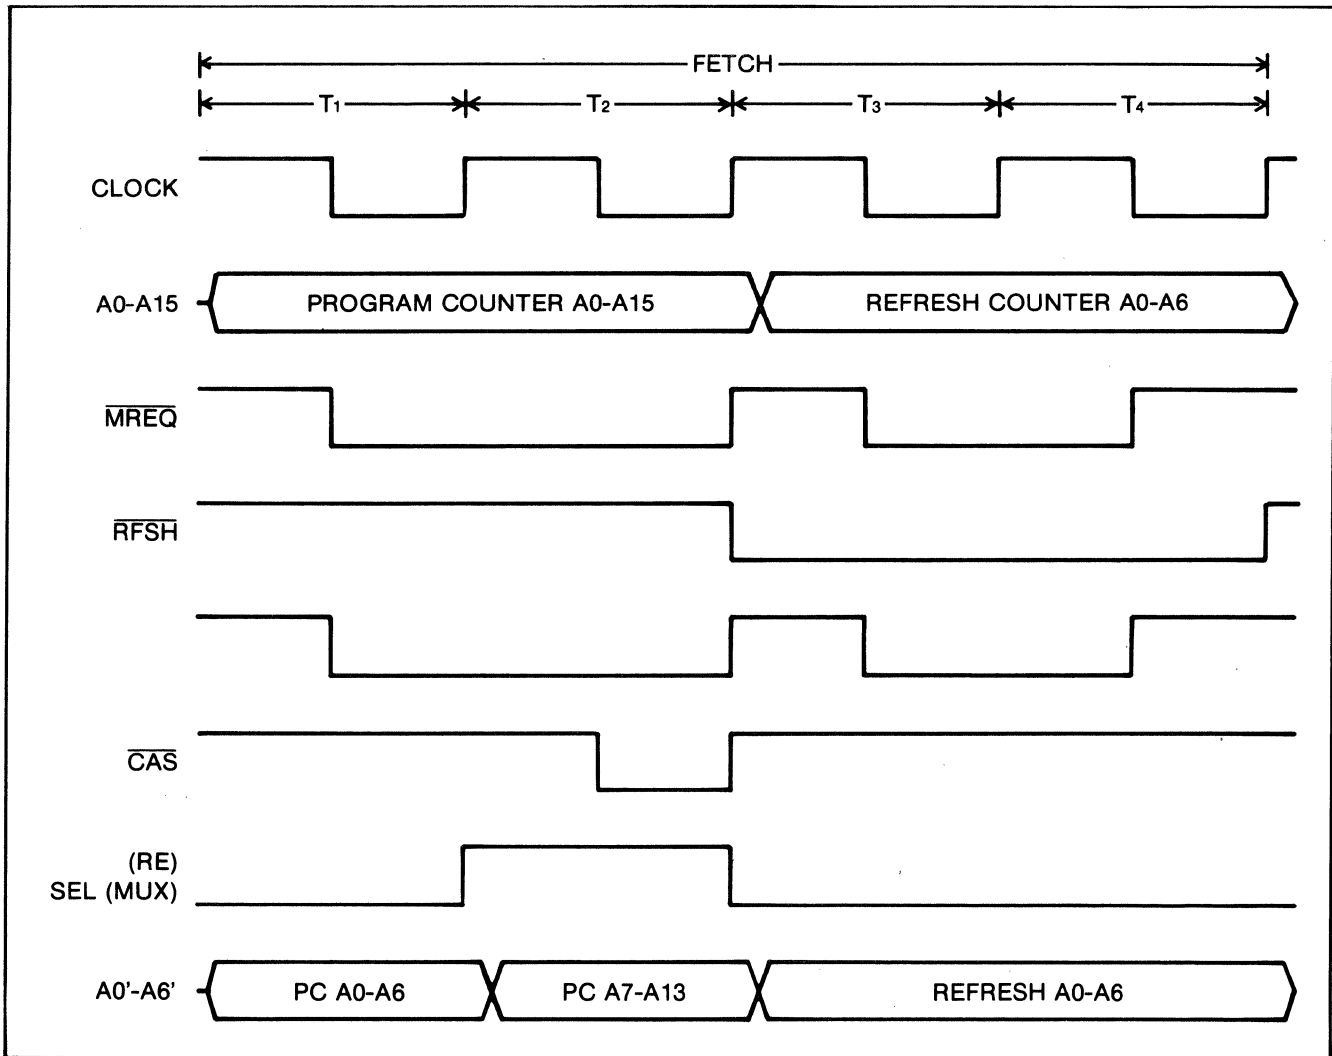 FETCH
T1 T2 T3 T4
CLOCK
A0-A15 PROGRAM COUNTER A0-A15 REFRESH COUNTER A0-A6
MREQ
RFSH
CAS
(RE)
SEL (MUX)
A0'-A6' PC A0-A6 PC A7-A13 REFRESH A0-A6